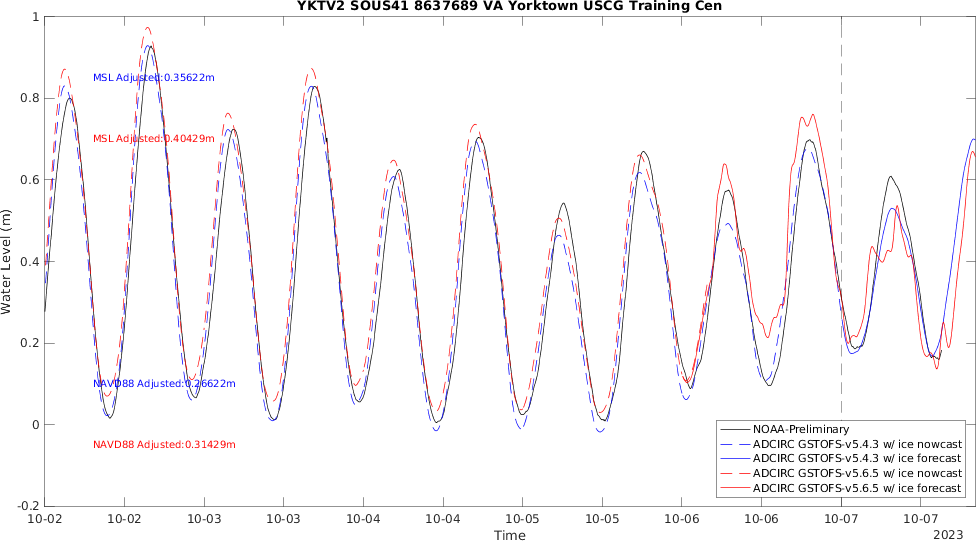 YKTV2 SOUS41 8637689 VA Yorktown USCG Training Cen
1
0.8
0.6
0.4
0.2
0
-0.2
Water Level (m)
MSL Adjusted:0.35622m
MSL Adjusted:0.40429m
NAVD88 Adjusted:0.26622m
NAVD88 Adjusted:0.31429m
NOAA-Preliminary
ADCIRC GSTOFS-v5.4.3 w/ ice nowcast
ADCIRC GSTOFS-v5.4.3 w/ ice forecast
ADCIRC GSTOFS-v5.6.5 w/ ice nowcast
ADCIRC GSTOFS-v5.6.5 w/ ice forecast
10-02 10-02 10-03 10-03 10-04 10-04 10-05 10-05 10-06 10-06 10-07 10-07
Time
2023